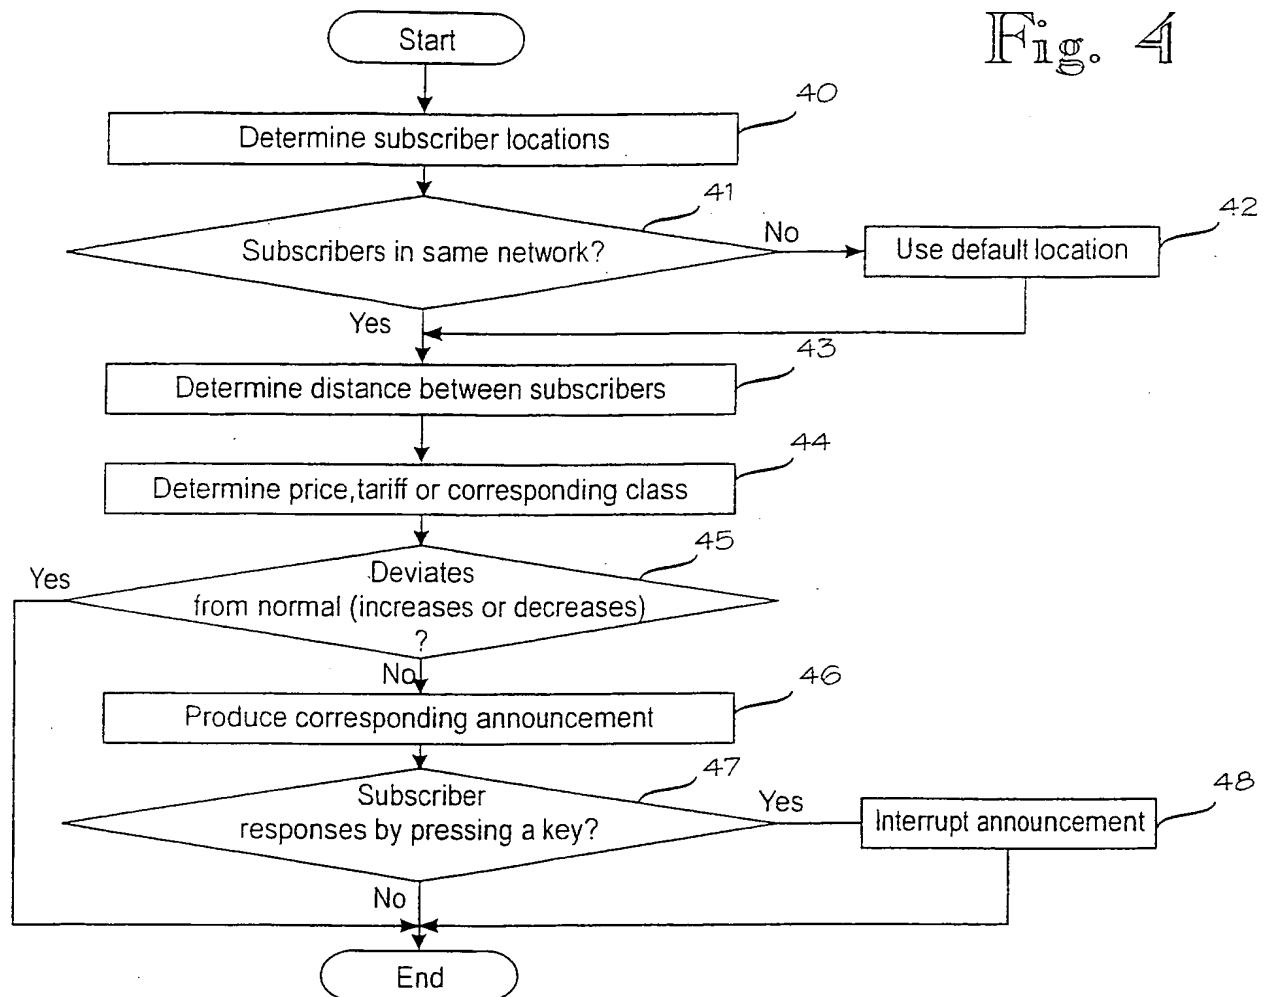 Fig. 4
Start
40
Determine subscriber locations
41
Subscribers in same network?
No
42
Use default location
Yes
43
Determine distance between subscribers
44
Determine price,tariff or corresponding class
45
Yes
Deviates
from normal (increases or decreases)
?
No
46
Produce corresponding announcement
47
Subscriber
responses by pressing a key?
Yes
48
Interrupt announcement
No
End